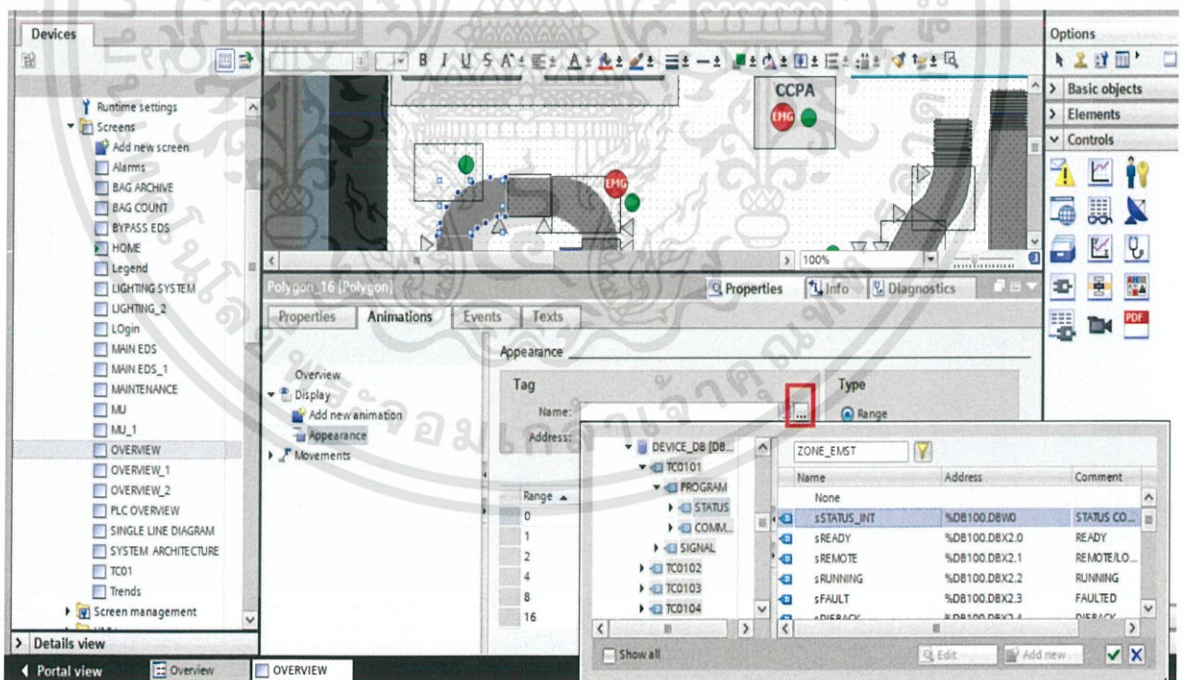 Devices
Options
B I U S A
Runtime settings
Screens
Add new screen
Alarms
BAG ARCHIVE
BAG COUNT
BYPASS EDS
HOME
Legend
LIGHTING SYSTEM
LIGHTING_2
LOgin
MAIN EDS
MAIN EDS_1
MAINTENANCE
MU
MU_1
OVERVIEW
OVERVIEW_1
OVERVIEW_2
PLC OVERVIEW
SINGLE LINE DIAGRAM
SYSTEM ARCHITECTURE
TC01
Trends
Screen management
Details view
Portal view
Overview
OVERVIEW
CCPA
EMG
EMG
100%
Basic objects
Elements
Controls
PDF
Polygon_16 [Polygon]
Properties
Info
Diagnostics
Properties
Animations
Events
Texts
Overview
Display
Add new animation
Appearance
Movements
Appearance
Tag
Name:
...
Address:
Type
Range
Range
0
1
2
4
8
16
DEVICE_DB [DB...
TC0101
PROGRAM
STATUS
COMM...
SIGNAL
TC0102
TC0103
TC0104
ZONE_EMST
Name Address Comment
None
sSTATUS_INT %DB100.DBW0 STATUS CO...
sREADY %DB100.DBX2.0 READY
sREMOTE %DB100.DBX2.1 REMOTE/LO...
sRUNNING %DB100.DBX2.2 RUNNING
sFAULT %DB100.DBX2.3 FAULTED
sDIEBACK %DB100.DBX2.4 DIEBACK
Show all
Edit
Add new